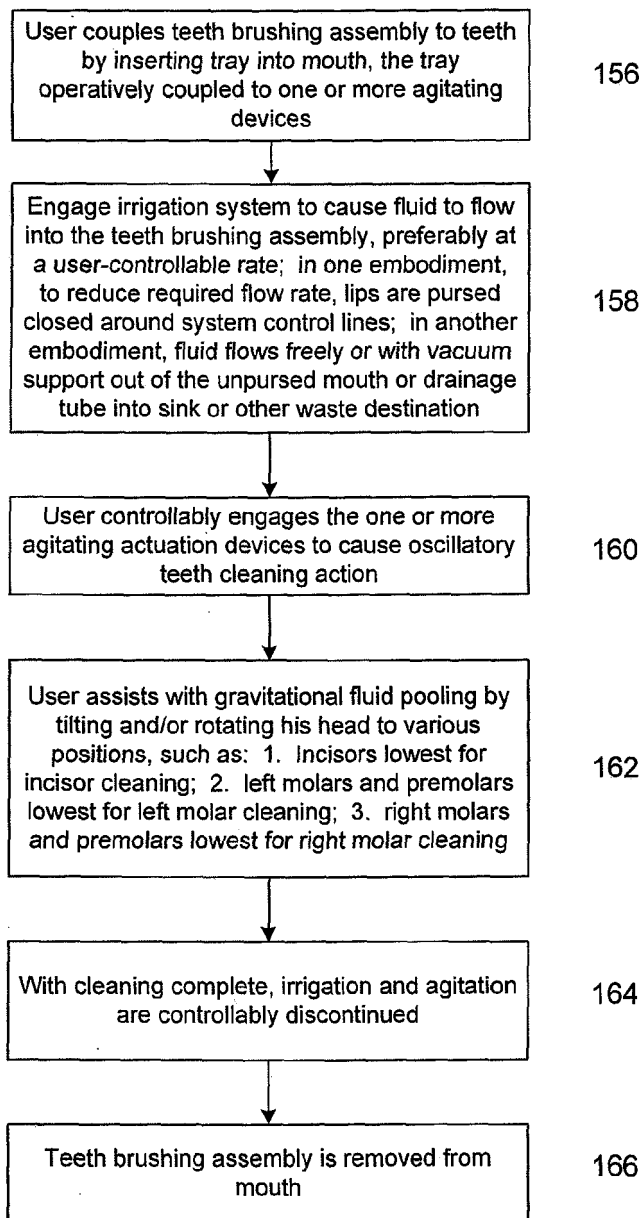 User couples teeth brushing assembly to teeth
by inserting tray into mouth, the tray
operatively coupled to one or more agitating
devices
156
Engage irrigation system to cause fluid to flow
into the teeth brushing assembly, preferably at
a user-controllable rate; in one embodiment,
to reduce required flow rate, lips are pursed
closed around system control lines; in another
embodiment, fluid flows freely or with vacuum
support out of the unpursed mouth or drainage
tube into sink or other waste destination
158
User controllably engages the one or more
agitating actuation devices to cause oscillatory
teeth cleaning action
160
User assists with gravitational fluid pooling by
tilting and/or rotating his head to various
positions, such as: 1. Incisors lowest for
incisor cleaning; 2. left molars and premolars
lowest for left molar cleaning; 3. right molars
and premolars lowest for right molar cleaning
162
With cleaning complete, irrigation and agitation
are controllably discontinued
164
Teeth brushing assembly is removed from
mouth
166